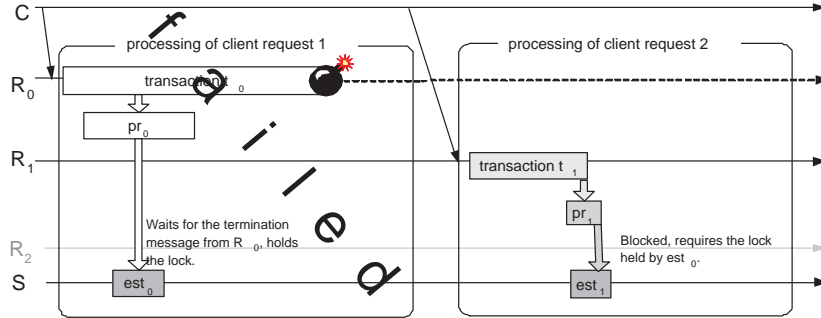 C
processing of client request 1
processing of client request 2
R0
transaction t 0
pr0
R1
transaction t 1
pr1
Waits for the termination
message from R 0, holds
the lock.
Blocked, requires the lock
held by est 0.
R2
S
est0
est1
failed